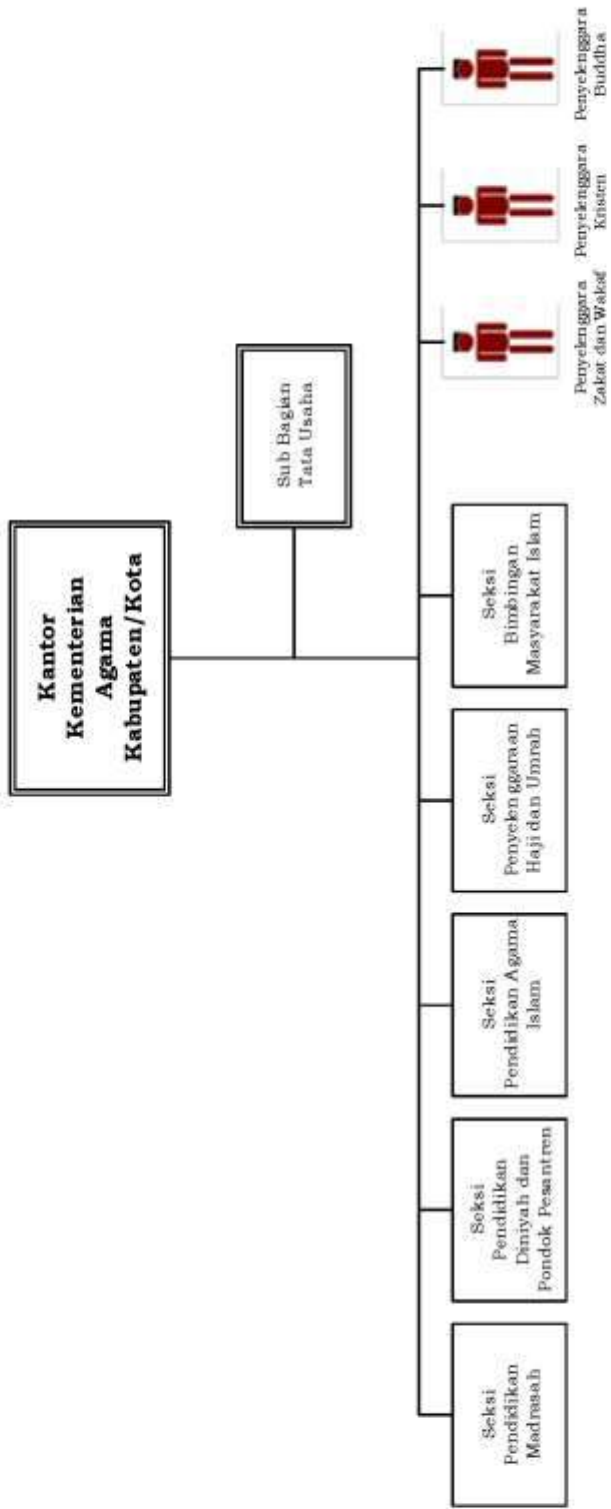 Kantor
Kementerian
Agama
Kabupaten/Kota
Sub Bagian
Tata Usaha
Seksi
Pendidikan
Madrasah
Seksi
Pendidikan
Diniyah dan
Pondok Pesantren
Seksi
Pendidikan Agama
Islam
Seksi
Penyelenggaraan
Haji dan Umrah
Seksi
Bimbingan
Masyarakat Islam
Penyelenggara
Zakat dan Wakaf
Penyelenggara
Kristen
Penyelenggara
Buddha